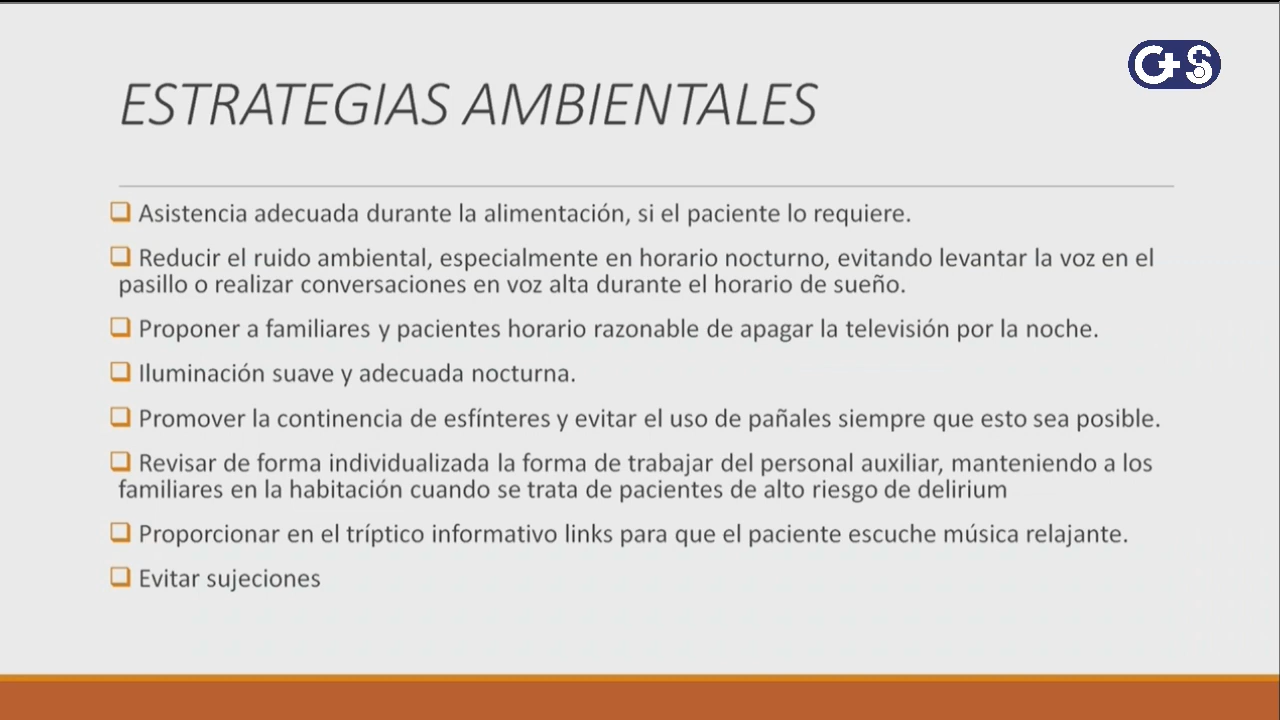 G+S
ESTRATEGIAS AMBIENTALES
Asistencia adecuada durante la alimentación, si el paciente lo requiere.
Reducir el ruido ambiental, especialmente en horario nocturno, evitando levantar la voz en el
pasillo o realizar conversaciones en voz alta durante el horario de sueño.
Proponer a familiares y pacientes horario razonable de apagar la televisión por la noche.
Iluminación suave y adecuada nocturna.
Promover la continencia de esfínteres y evitar el uso de pañales siempre que esto sea posible.
Revisar de forma individualizada la forma de trabajar del personal auxiliar, manteniendo a los
familiares en la habitación cuando se trata de pacientes de alto riesgo de delirium
Proporcionar en el tríptico informativo links para que el paciente escuche música relajante.
Evitar sujeciones